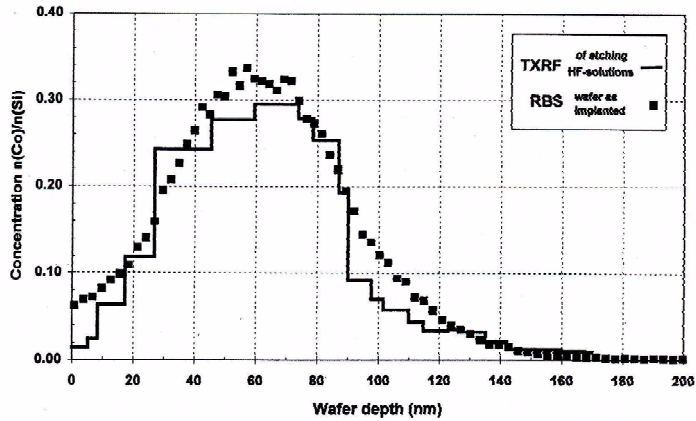 0.40
0.30
0.20
0.10
0.00
Concentration n(Co)/n(Si)
TXRF of etching HF-solutions
RBS wafer as implanted
0 20 40 60 80 100 120 140 160 180 200
Wafer depth (nm)